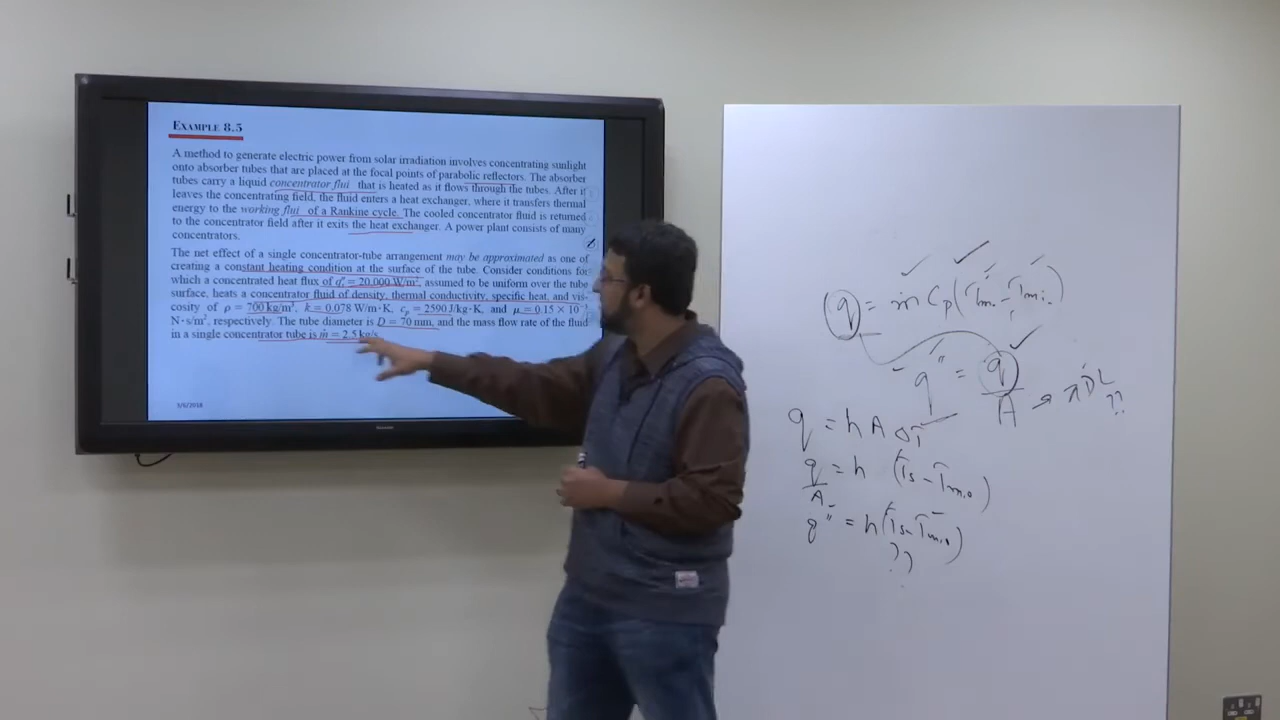 EXAMPLE 8.5
A method to generate electric power from solar irradiation involves concentrating sunlight
onto absorber tubes that are placed at the focal points of parabolic reflectors. The absorber
tubes carry a liquid concentrator flui that is heated as it flows through the tubes. After it
leaves the concentrating field, the fluid enters a heat exchanger, where it transfers thermal
energy to the working flui of a Rankine cycle. The cooled concentrator fluid is returned
to the concentrator field after it exits the heat exchanger. A power plant consists of many
concentrators.
The net effect of a single concentrator-tube arrangement may be approximated as one of
creating a constant heating condition at the surface of the tube. Consider conditions for
which a concentrated heat flux of q″s = 20,000 W/m², assumed to be uniform over the tube
surface, heats a concentrator fluid of density, thermal conductivity, specific heat, and vis-
cosity of ρ = 700 kg/m³, k = 0.078 W/m·K, cp = 2590 J/kg·K, and μ = 0.15 × 10⁻
N·s/m², respectively. The tube diameter is D = 70 mm, and the mass flow rate of the fluid
in a single concentrator tube is ṁ = 2.5 kg/s.
q = ṁ Cp (Tm. - Tm,i)
q″ = q/A → πDL
??
q = h A ΔT
q/A = h (Ts - Tm,o)
q″ = h(Ts - Tm,o)
??